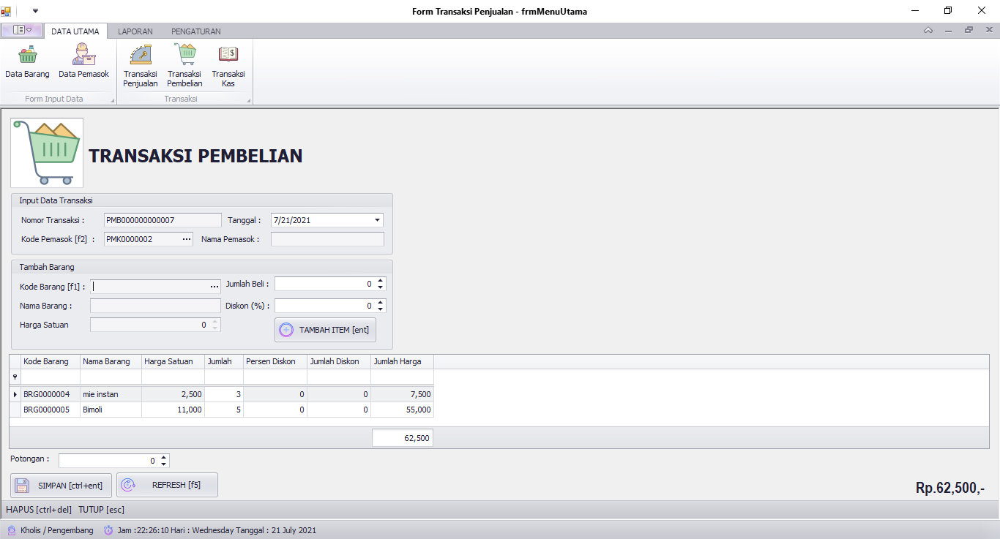 Form Transaksi Penjualan - frmMenuUtama
DATA UTAMA LAPORAN PENGATURAN
Data Barang Data Pemasok Transaksi Penjualan Transaksi Pembelian Transaksi Kas
Form Input Data Transaksi
TRANSAKSI PEMBELIAN
Input Data Transaksi
Nomor Transaksi : PMB000000000007 Tanggal : 7/21/2021
Kode Pemasok [f2] : PMK0000002 ... Nama Pemasok :
Tambah Barang
Kode Barang [f1] : ... Jumlah Beli : 0
Nama Barang : Diskon (%) : 0
Harga Satuan 0 TAMBAH ITEM [ent]
Kode Barang Nama Barang Harga Satuan Jumlah Persen Diskon Jumlah Diskon Jumlah Harga
BRG0000004 mie instan 2,500 3 0 0 7,500
BRG0000005 Bimoli 11,000 5 0 0 55,000
62,500
Potongan : 0
SIMPAN [ctrl+ent] REFRESH [f5] Rp.62,500,-
HAPUS [ctrl+del] TUTUP [esc]
Kholis / Pengembang Jam :22:26:10 Hari : Wednesday Tanggal : 21 July 2021